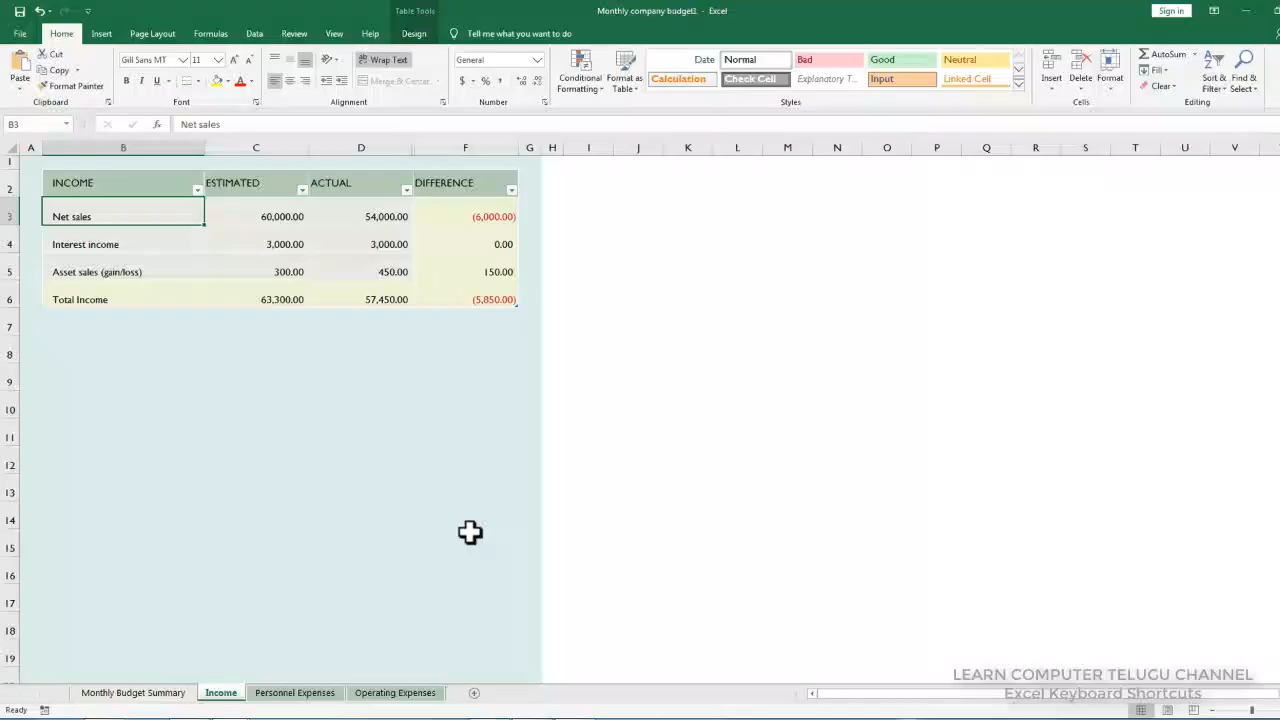 Table Tools
Monthly company budget1 - Excel
Sign in
File Home Insert Page Layout Formulas Data Review View Help Design Tell me what you want to do
Paste
Cut
Copy
Format Painter
Clipboard
Gill Sans MT 11
B I U
Font
Wrap Text
Merge & Center
Alignment
General
$ % ,
Number
Conditional Formatting
Format as Table
Date Normal Bad Good Neutral
Calculation Check Cell Explanatory T... Input Linked Cell
Styles
Insert Delete Format
Cells
AutoSum
Fill
Clear
Sort & Filter
Find & Select
Editing
B3 fx Net sales
A B C D F G H I J K L M N O P Q R S T U V
1
2 INCOME ESTIMATED ACTUAL DIFFERENCE
3 Net sales 60,000.00 54,000.00 (6,000.00)
4 Interest income 3,000.00 3,000.00 0.00
5 Asset sales (gain/loss) 300.00 450.00 150.00
6 Total Income 63,300.00 57,450.00 (5,850.00)
7
8
9
10
11
12
13
14
15
16
17
18
19
LEARN COMPUTER TELUGU CHANNEL
Monthly Budget Summary Income Personnel Expenses Operating Expenses
Excel Keyboard Shortcuts
Ready